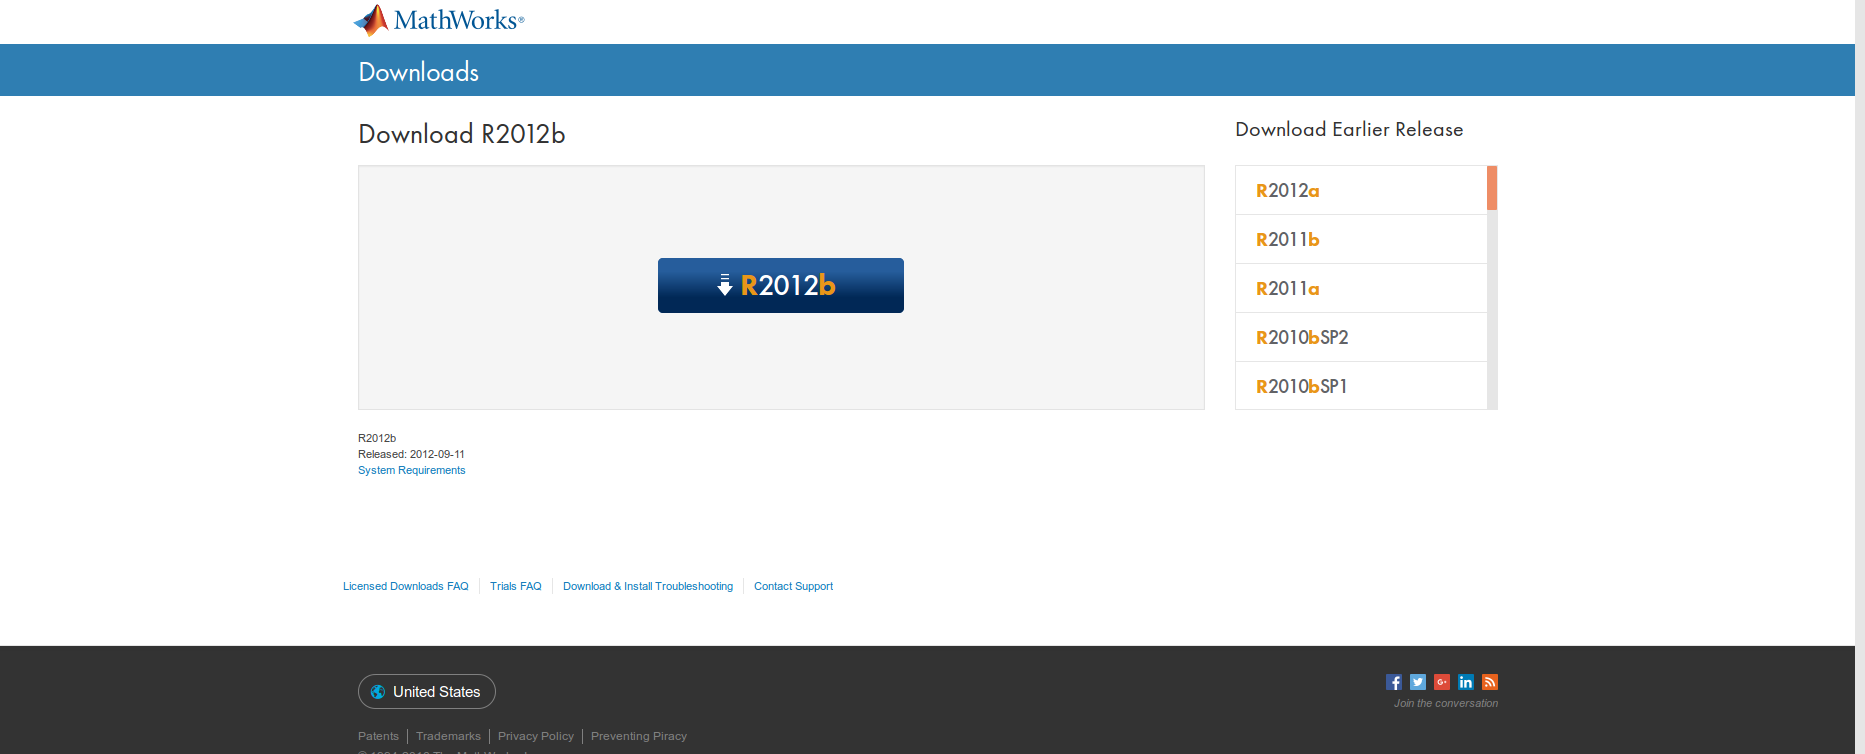 MathWorks®
Downloads
Download R2012b
R2012b
R2012b
Released: 2012-09-11
System Requirements
Download Earlier Release
R2012a
R2011b
R2011a
R2010bSP2
R2010bSP1
Licensed Downloads FAQ
Trials FAQ
Download & Install Troubleshooting
Contact Support
United States
Join the conversation
Patents
Trademarks
Privacy Policy
Preventing Piracy